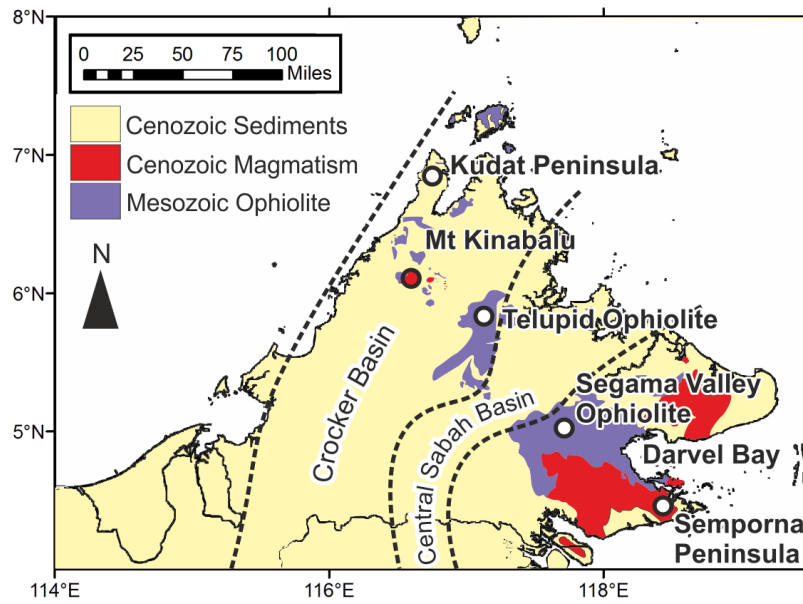 8°N
0 25 50 75 100
Miles
Cenozoic Sediments
Cenozoic Magmatism
Mesozoic Ophiolite
7°N
Kudat Peninsula
N
Mt Kinabalu
6°N
Telupid Ophiolite
Crocker Basin
Segama Valley
Ophiolite
5°N
Central Sabah Basin
Darvel Bay
Semporna
Peninsula
114°E
116°E
118°E